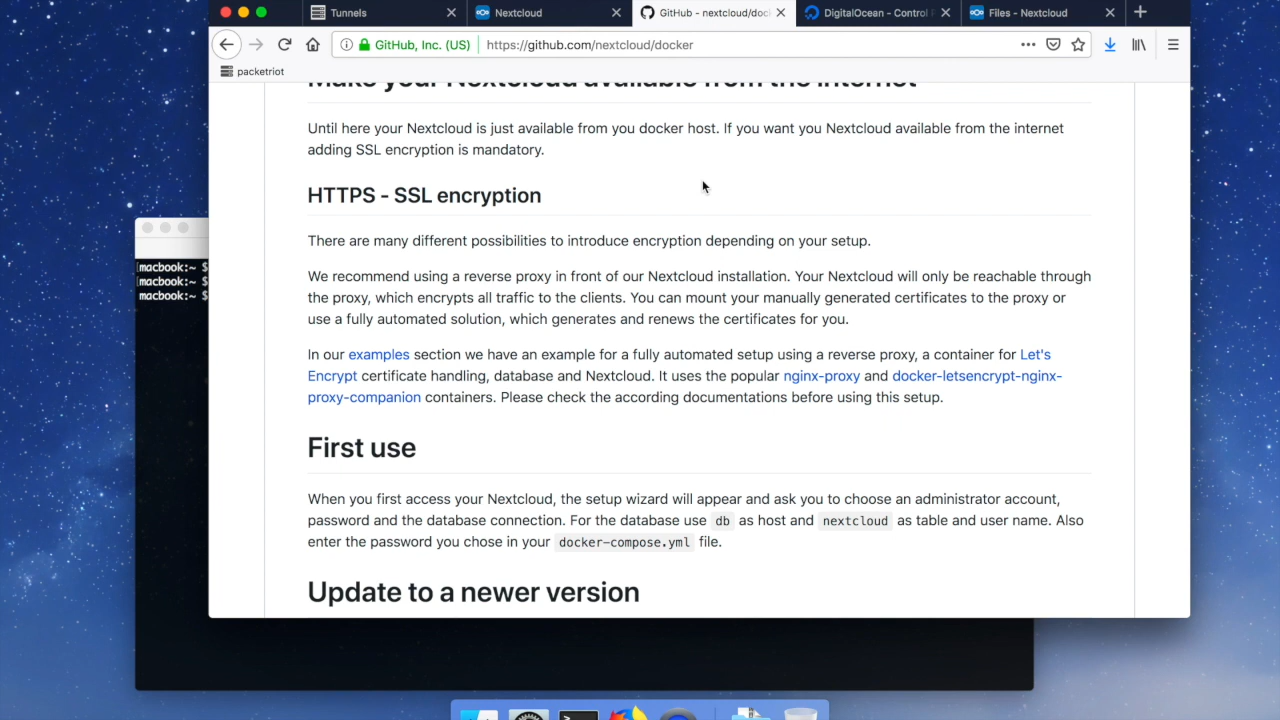 Tunnels
Nextcloud
GitHub - nextcloud/doc
DigitalOcean - Control P
Files - Nextcloud
GitHub, Inc. (US)
https://github.com/nextcloud/docker
packetriot
Make your Nextcloud available from the internet
Until here your Nextcloud is just available from you docker host. If you want you Nextcloud available from the internet
adding SSL encryption is mandatory.
HTTPS - SSL encryption
There are many different possibilities to introduce encryption depending on your setup.
We recommend using a reverse proxy in front of our Nextcloud installation. Your Nextcloud will only be reachable through
the proxy, which encrypts all traffic to the clients. You can mount your manually generated certificates to the proxy or
use a fully automated solution, which generates and renews the certificates for you.
In our examples section we have an example for a fully automated setup using a reverse proxy, a container for Let's
Encrypt certificate handling, database and Nextcloud. It uses the popular nginx-proxy and docker-letsencrypt-nginx-
proxy-companion containers. Please check the according documentations before using this setup.
First use
When you first access your Nextcloud, the setup wizard will appear and ask you to choose an administrator account,
password and the database connection. For the database use db as host and nextcloud as table and user name. Also
enter the password you chose in your docker-compose.yml file.
Update to a newer version
[macbook:~ $
[macbook:~ $
macbook:~ $